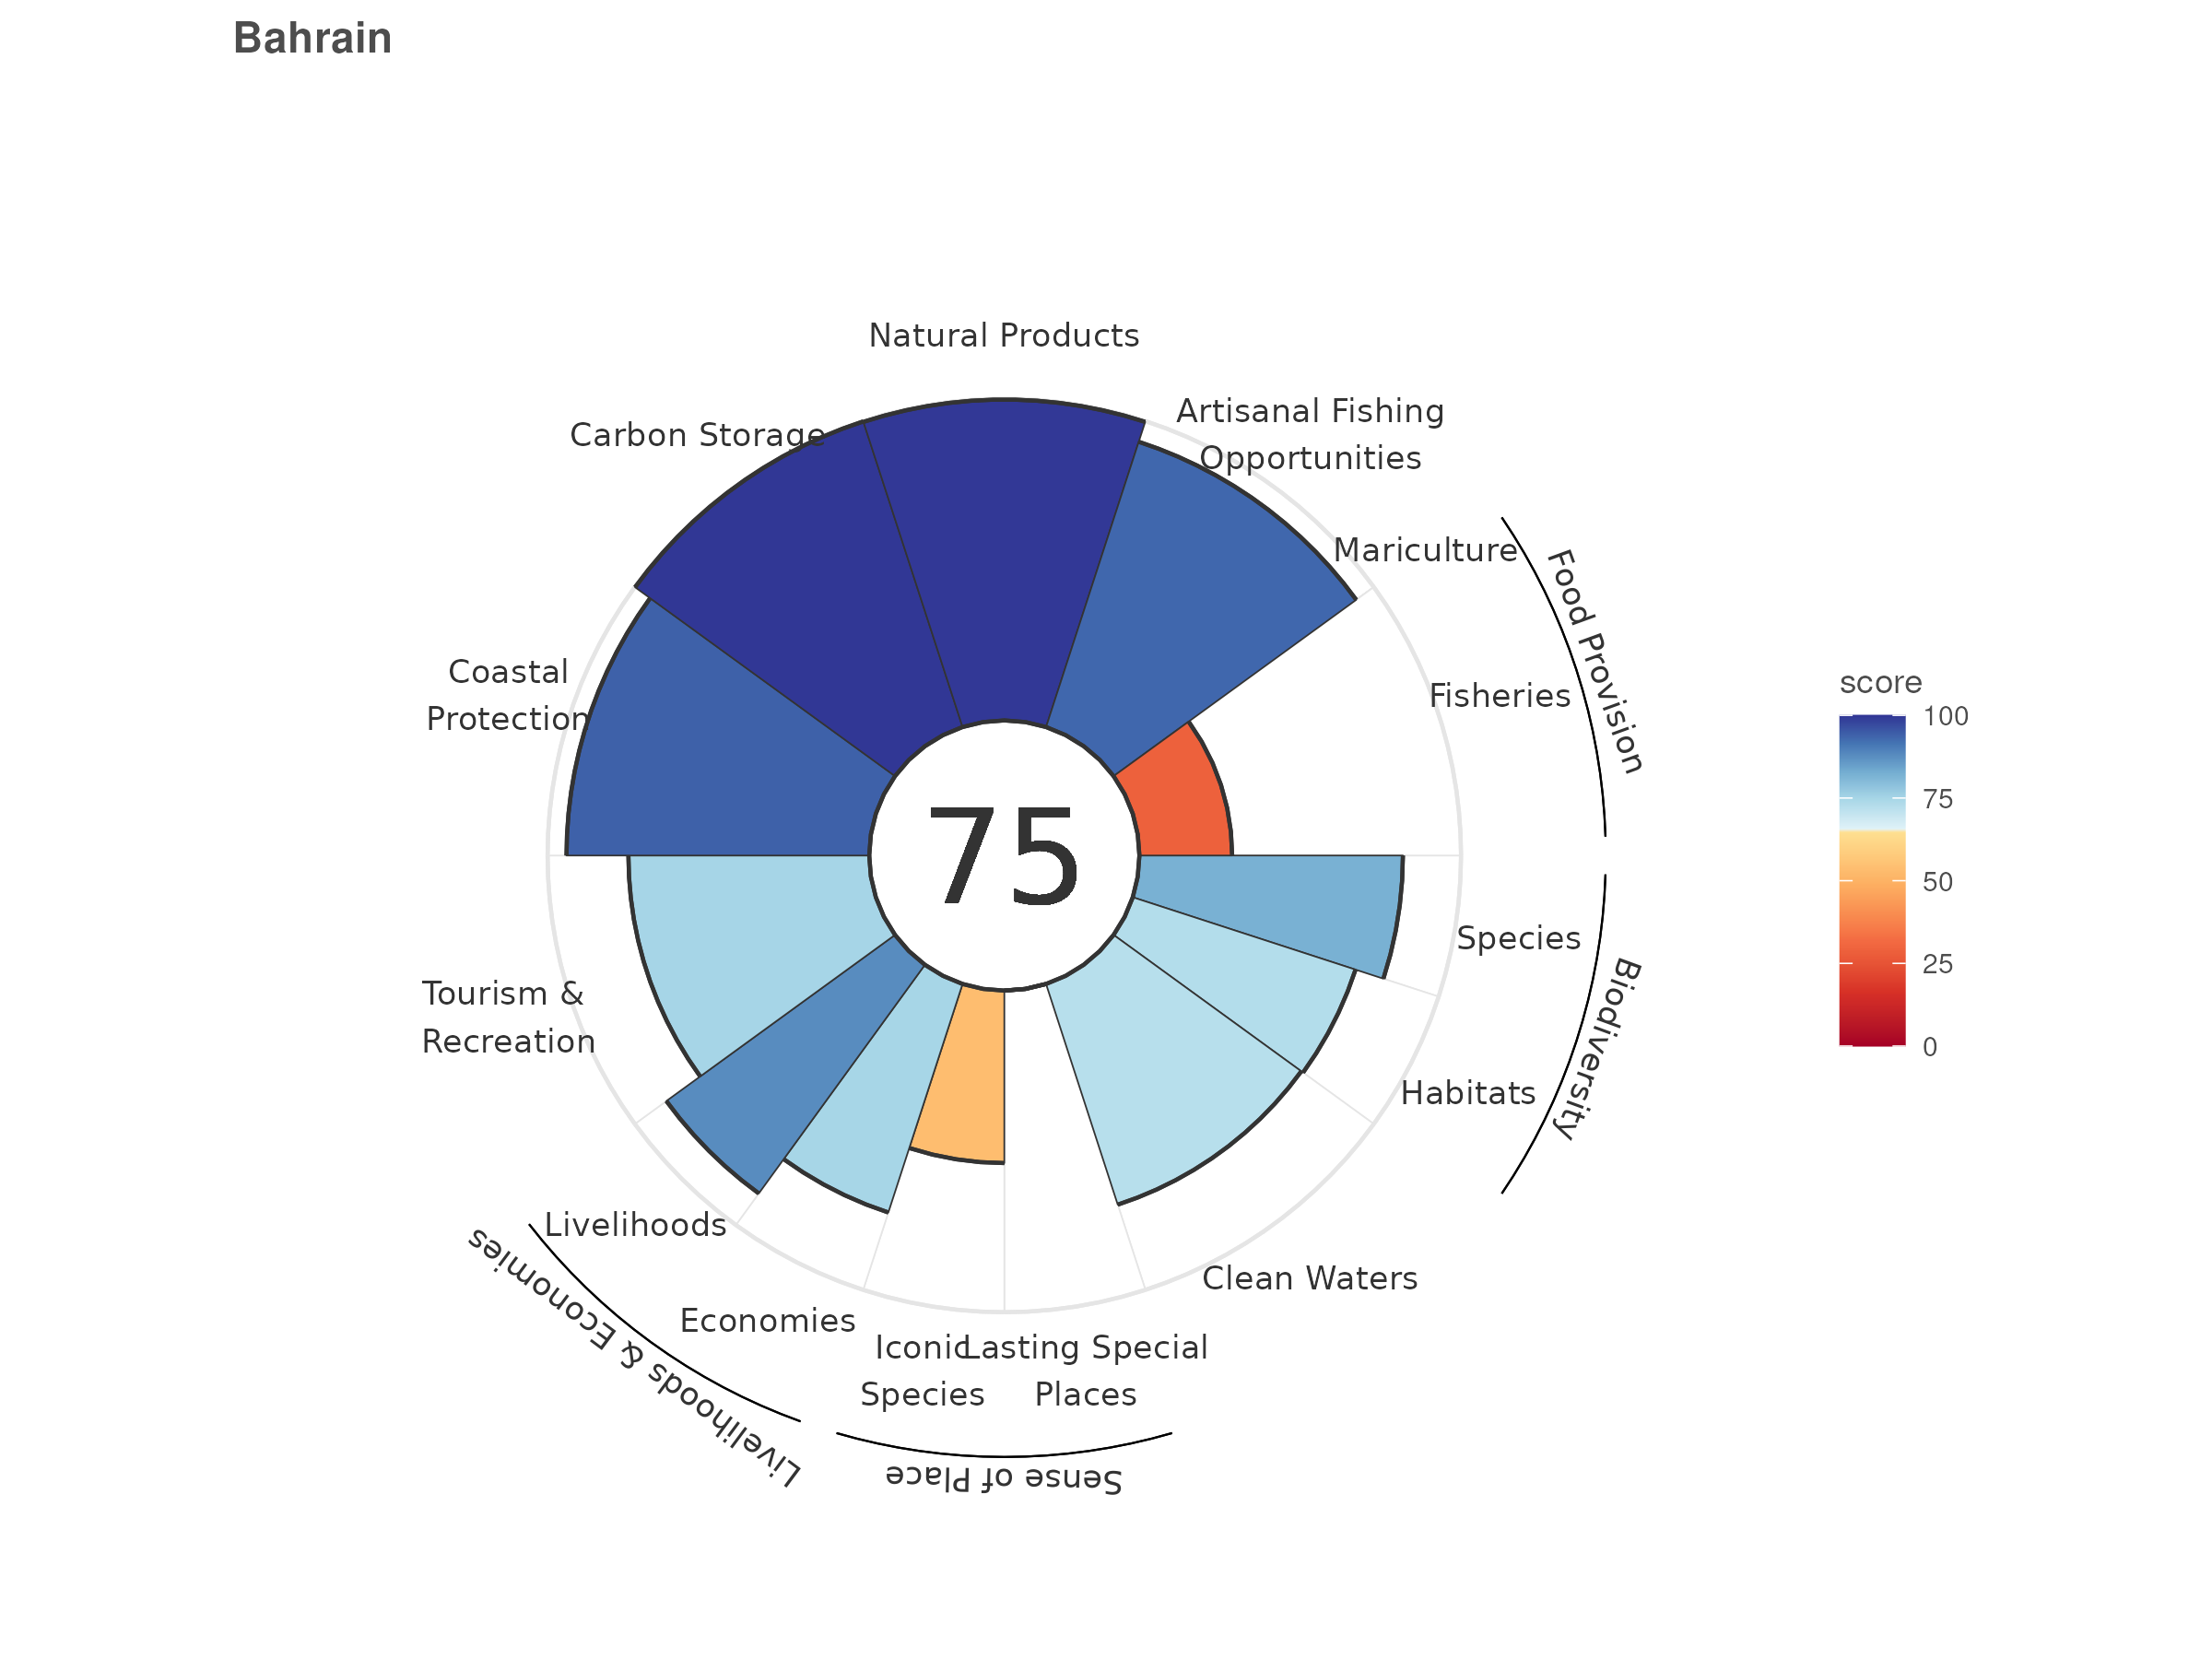 Bahrain
Natural Products
Artisanal Fishing
Opportunities
Carbon Storage
Mariculture
Food Provision
Fisheries
Coastal
Protection
score
100
75
50
25
0
75
Species
Biodiversity
Habitats
Tourism &
Recreation
Livelihoods
Livelihoods & Economies
Clean Waters
Economies
Iconic
Species
Lasting Special
Places
Sense of Place